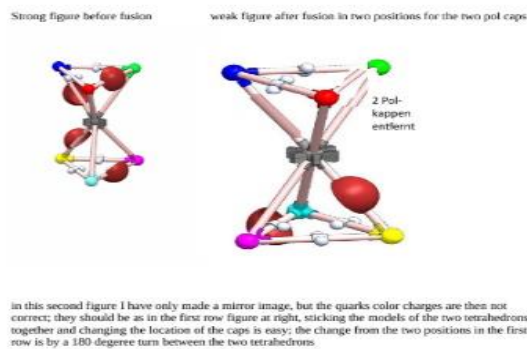 Strong figure before fusion
weak figure after fusion in two positions for the two pol caps
2 Pol-
kappen
entfernt
in this second figure I have only made a mirror image, but the quarks color charges are then not
correct; they should be as in the first row figure at right, sticking the models of the two tetrahedrons
together and changing the location of the caps is easy; the change from the two positions in the first
row is by a 180 degeree turn between the two tetrahedrons